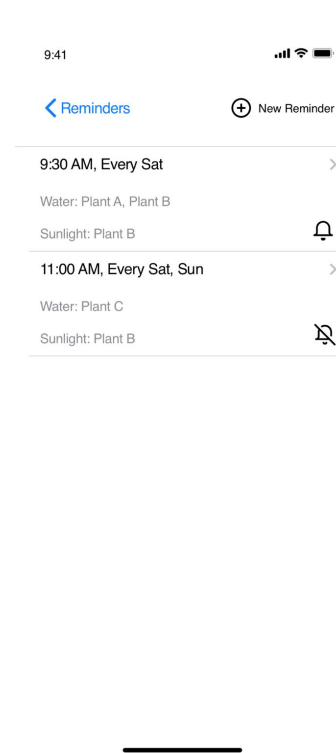 9:41
Reminders
New Reminder
9:30 AM, Every Sat
Water: Plant A, Plant B
Sunlight: Plant B
11:00 AM, Every Sat, Sun
Water: Plant C
Sunlight: Plant B